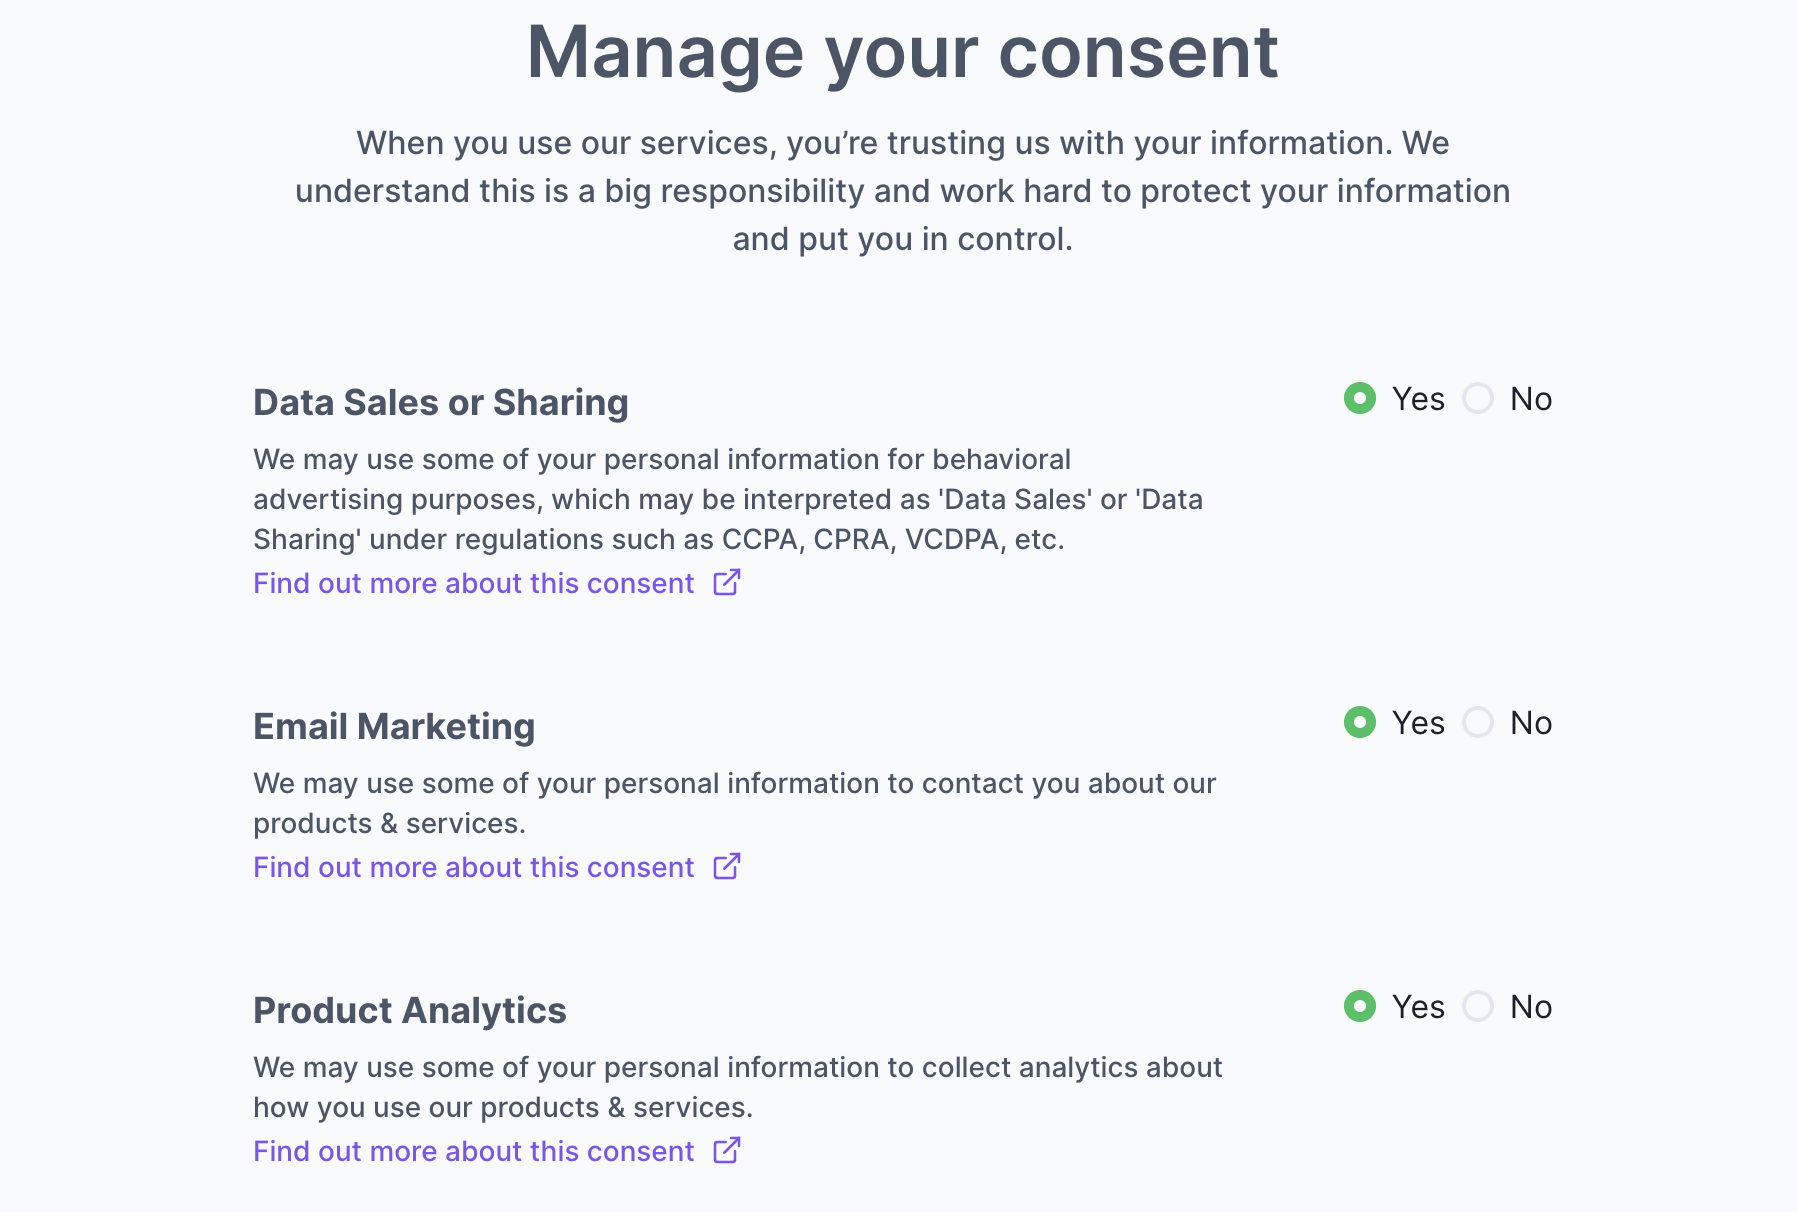 Manage your consent
When you use our services, you’re trusting us with your information. We
understand this is a big responsibility and work hard to protect your information
and put you in control.
Data Sales or Sharing
Yes No
We may use some of your personal information for behavioral
advertising purposes, which may be interpreted as 'Data Sales' or 'Data
Sharing' under regulations such as CCPA, CPRA, VCDPA, etc.
Find out more about this consent
Email Marketing
Yes No
We may use some of your personal information to contact you about our
products & services.
Find out more about this consent
Product Analytics
Yes No
We may use some of your personal information to collect analytics about
how you use our products & services.
Find out more about this consent